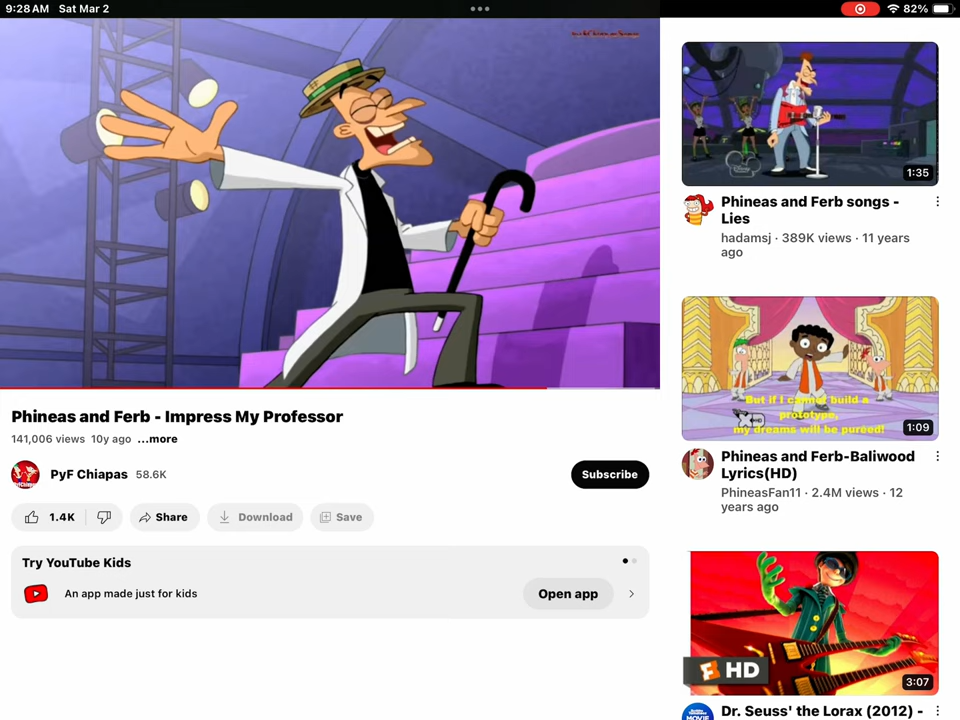 9:28 AM Sat Mar 2
82%
Phineas and Ferb - Impress My Professor
141,006 views 10y ago ...more
PyF Chiapas 58.6K
Subscribe
1.4K
Share
Download
Save
Try YouTube Kids
An app made just for kids
Open app
1:35
Phineas and Ferb songs -
Lies
hadamsj · 389K views · 11 years
ago
But if I cannot build a
prototype,
my dreams will be pureed!
1:09
Phineas and Ferb-Baliwood
Lyrics(HD)
PhineasFan11 · 2.4M views · 12
years ago
HD
3:07
MOVIE
Dr. Seuss' the Lorax (2012) -